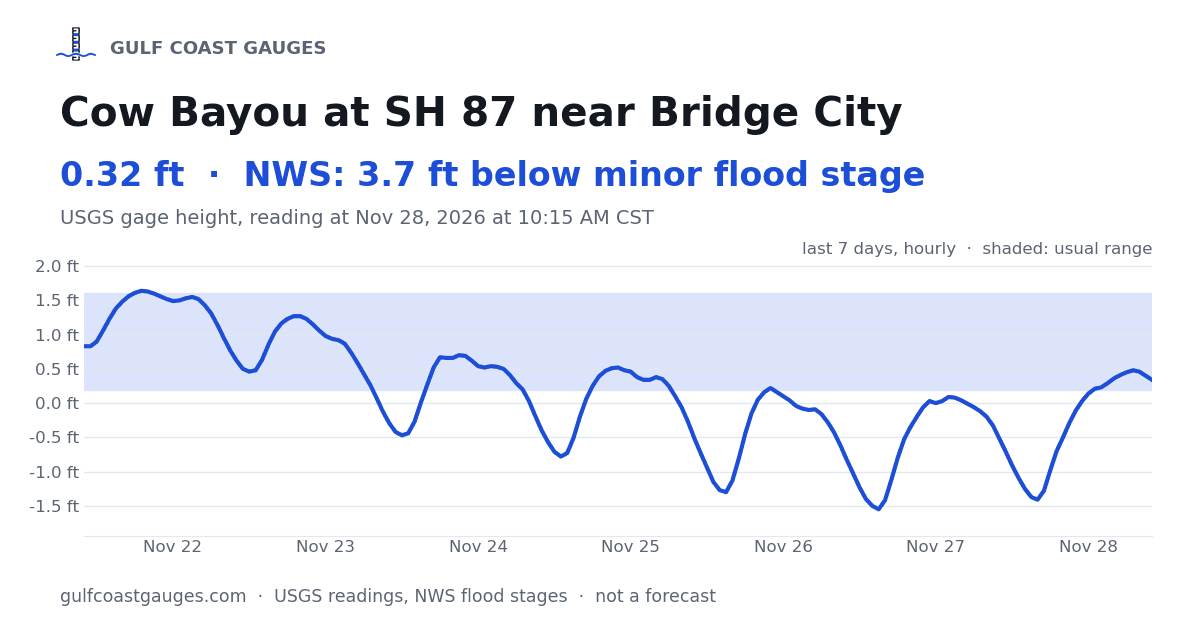 GULF COAST GAUGES
Cow Bayou at SH 87 near Bridge City
0.32 ft · NWS: 3.7 ft below minor flood stage
USGS gage height, reading at Nov 28, 2026 at 10:15 AM CST
last 7 days, hourly · shaded: usual range
2.0 ft
1.5 ft
1.0 ft
0.5 ft
0.0 ft
-0.5 ft
-1.0 ft
-1.5 ft
Nov 22 Nov 23 Nov 24 Nov 25 Nov 26 Nov 27 Nov 28
gulfcoastgauges.com · USGS readings, NWS flood stages · not a forecast